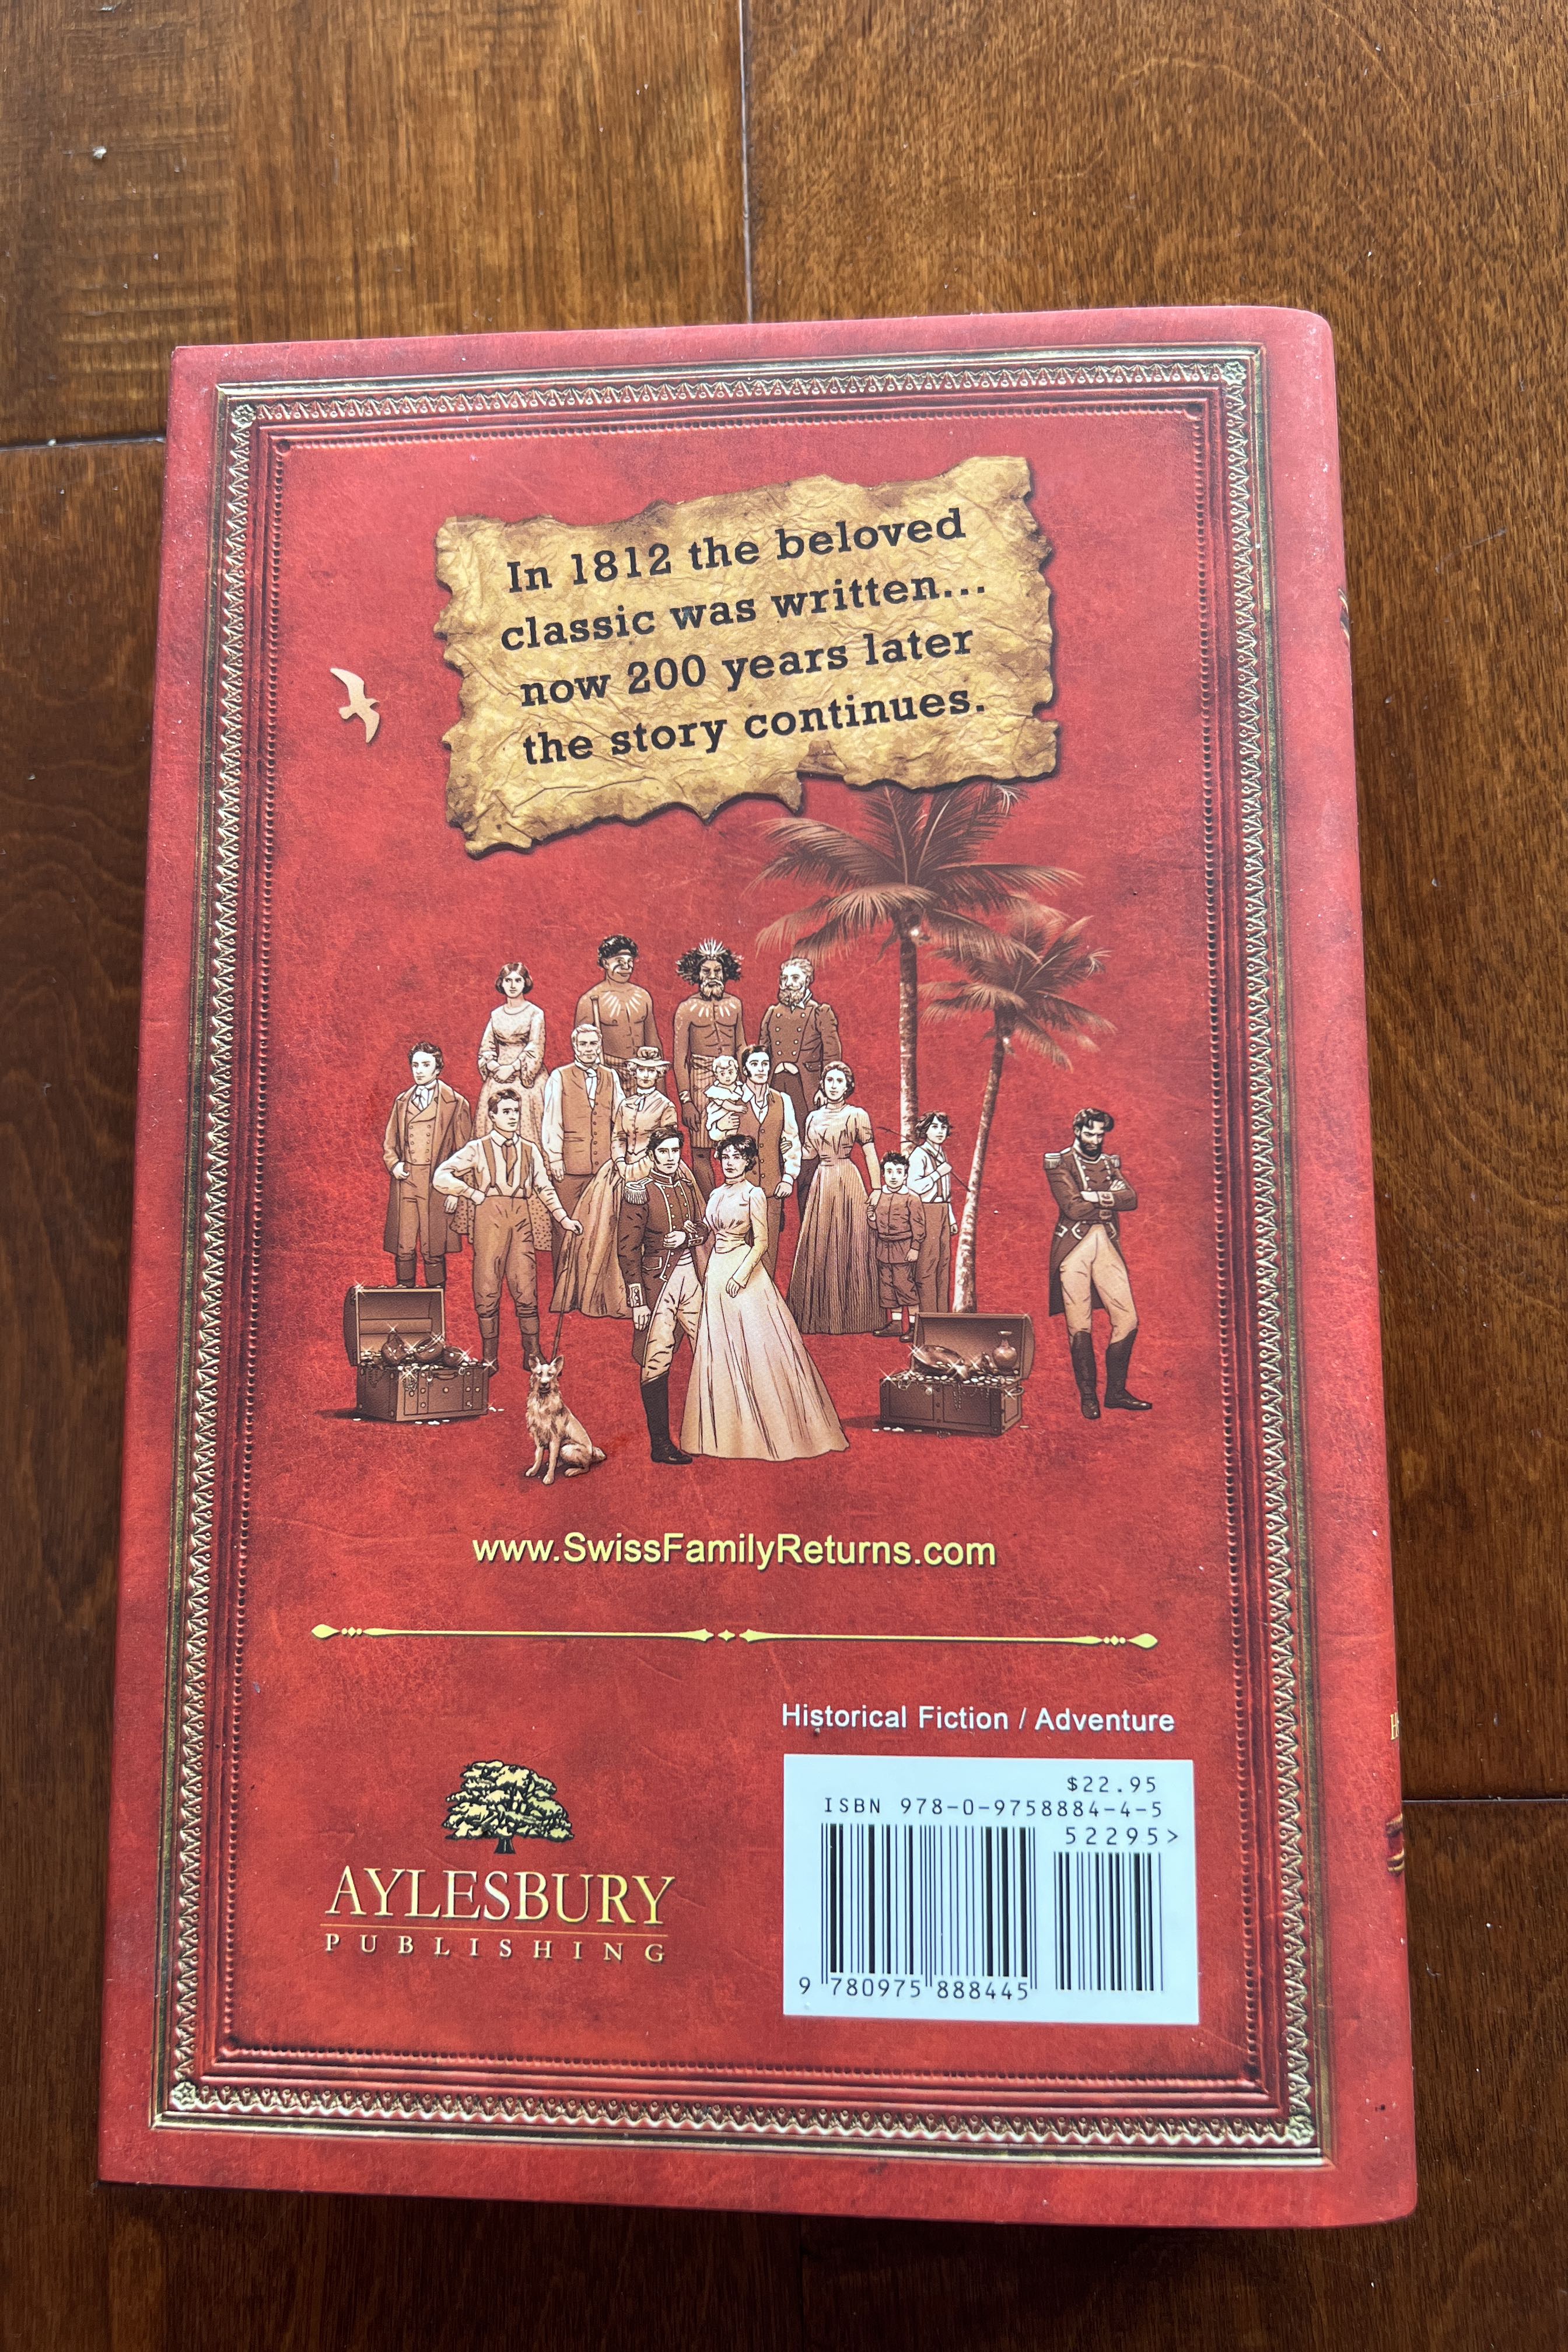 In 1812 the beloved
classic was written...
now 200 years later
the story continues.
www.SwissFamilyReturns.com
Historical Fiction / Adventure
$22.95
ISBN 978-0-9758884-4-5
52295>
9 780975 888445
AYLESBURY
PUBLISHING